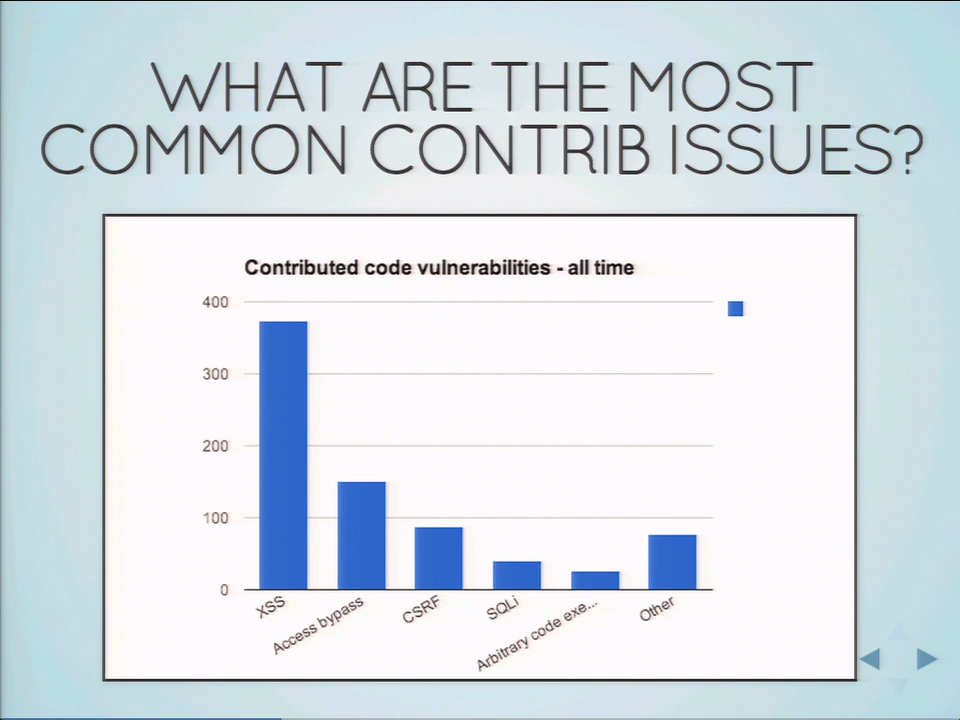 WHAT ARE THE MOST
COMMON CONTRIB ISSUES?
Contributed code vulnerabilities - all time
400
300
200
100
0
XSS
Access bypass
CSRF
SQLi
Arbitrary code exe...
Other